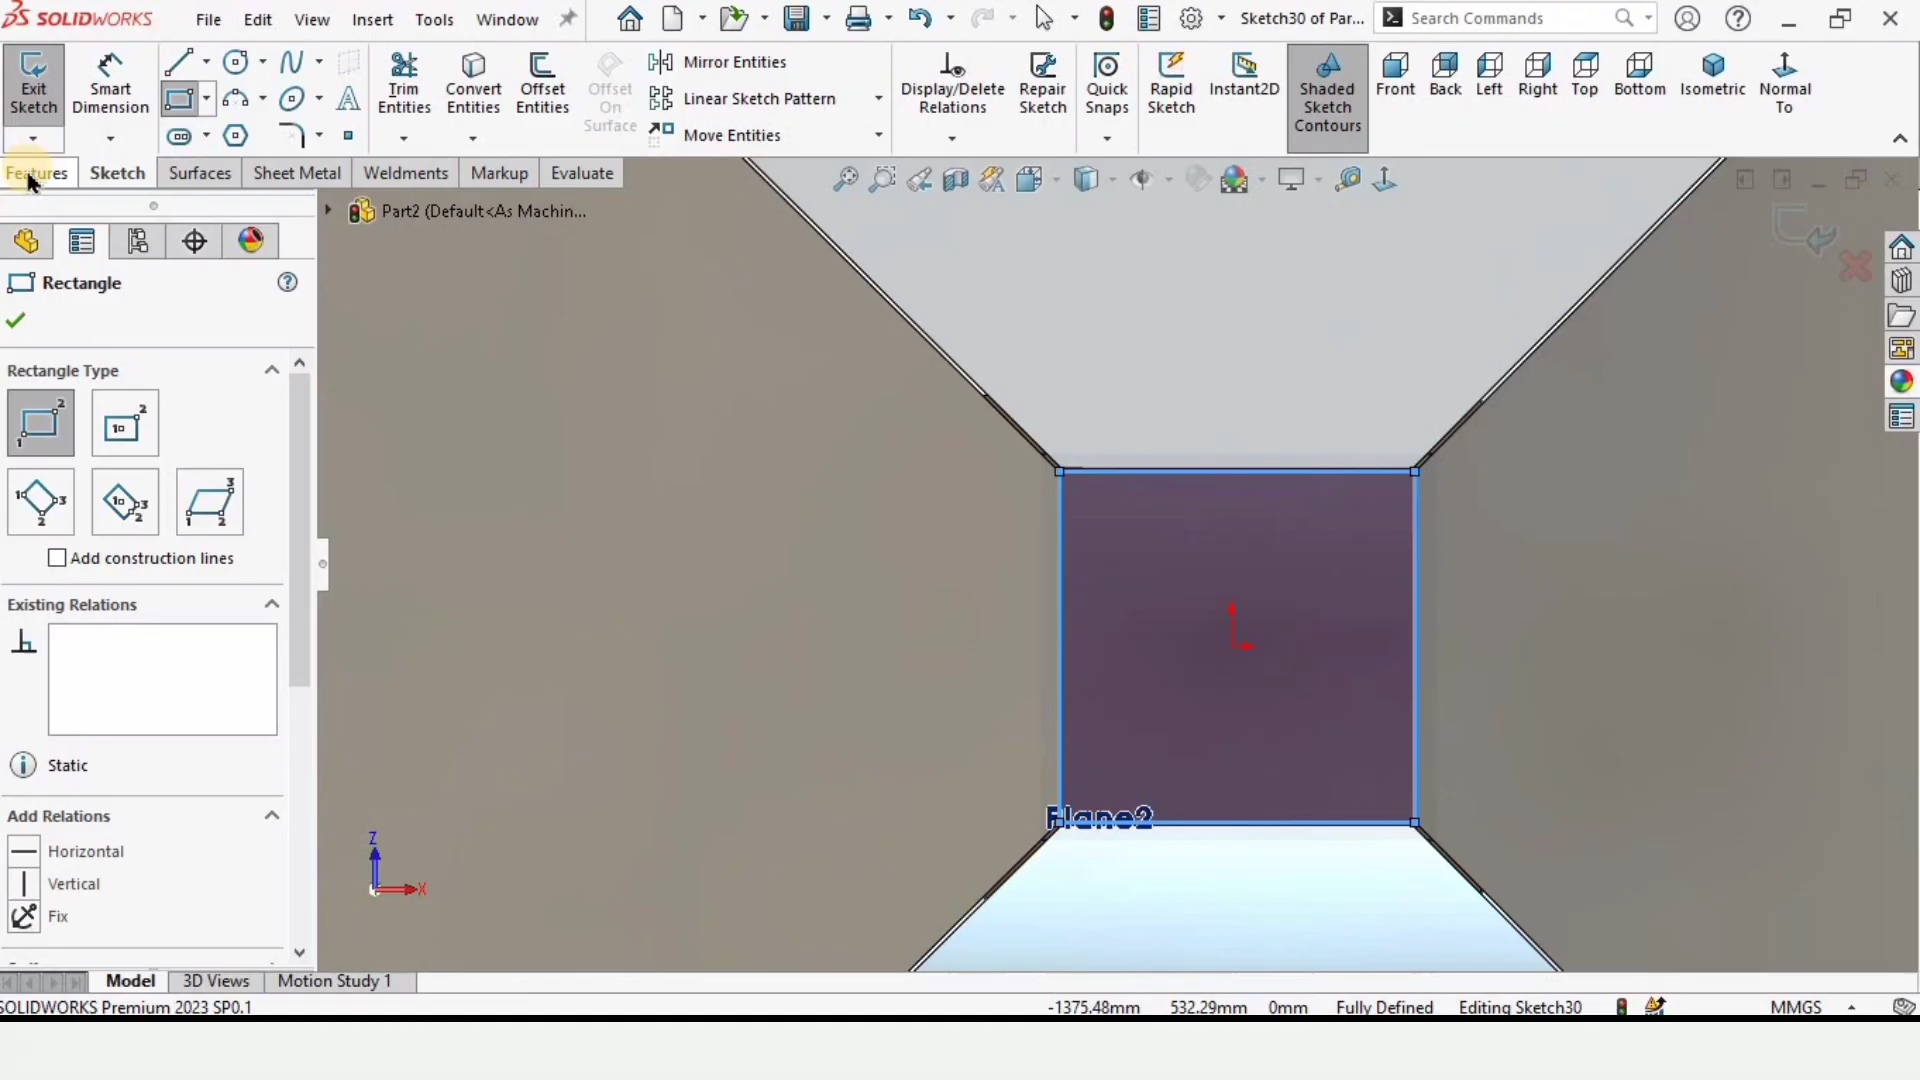 SOLIDWORKS File Edit View Insert Tools Window Sketch30 of Par... Search Commands
Exit Sketch
Smart Dimension
Trim Entities
Convert Entities
Offset Entities
Offset On Surface
Mirror Entities
Linear Sketch Pattern
Move Entities
Display/Delete Relations
Repair Sketch
Quick Snaps
Rapid Sketch
Instant2D
Shaded Sketch Contours
Front Back Left Right Top Bottom Isometric Normal To
Features Sketch Surfaces Sheet Metal Weldments Markup Evaluate
Part2 (Default<As Machin...
Rectangle
Rectangle Type
Add construction lines
Existing Relations
Static
Add Relations
Horizontal
Vertical
Fix
Plane2
Z
X
Model 3D Views Motion Study 1
SOLIDWORKS Premium 2023 SP0.1 -1375.48mm 532.29mm 0mm Fully Defined Editing Sketch30 MMGS